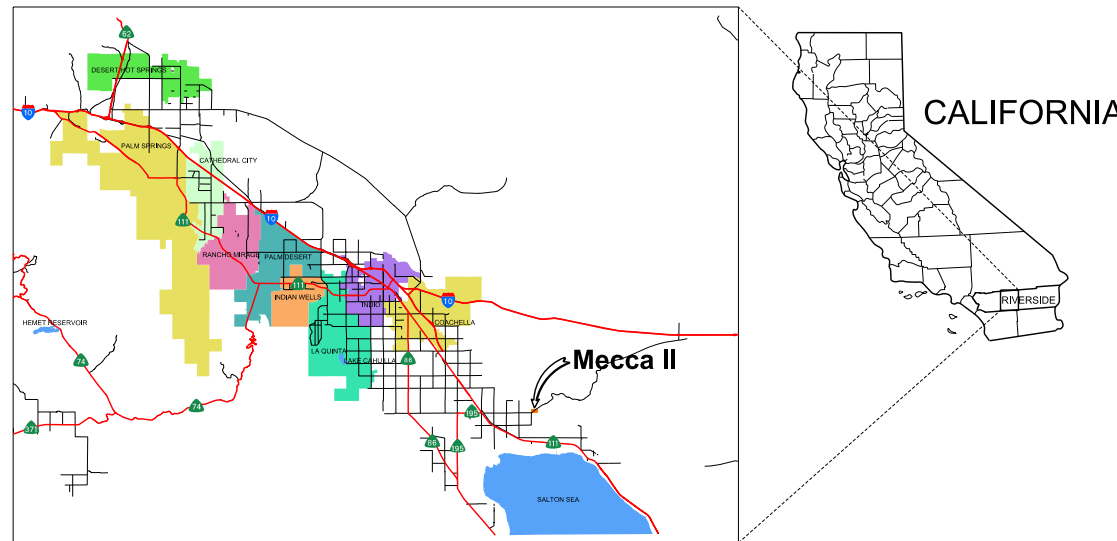 62
DESERT HOT SPRINGS
10
CALIFORNIA
PALM SPRINGS
CATHEDRAL CITY
111
10
RANCHO MIRAGE
PALM DESERT
111
INDIAN WELLS
INDIO
10
COACHELLA
RIVERSIDE
HEMET RESERVOIR
LA QUINTA
LAKE CAHUILLA
86
Mecca II
74
74
195
371
86
195
111
SALTON SEA